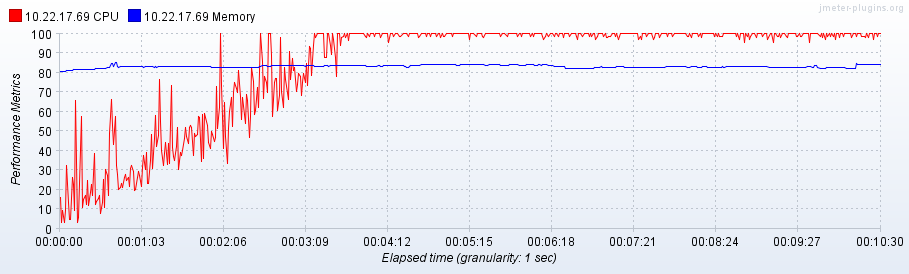 jmeter-plugins.org
10.22.17.69 CPU 10.22.17.69 Memory
Performance Metrics
100
90
80
70
60
50
40
30
20
10
0
00:00:00 00:01:03 00:02:06 00:03:09 00:04:12 00:05:15 00:06:18 00:07:21 00:08:24 00:09:27 00:10:30
Elapsed time (granularity: 1 sec)